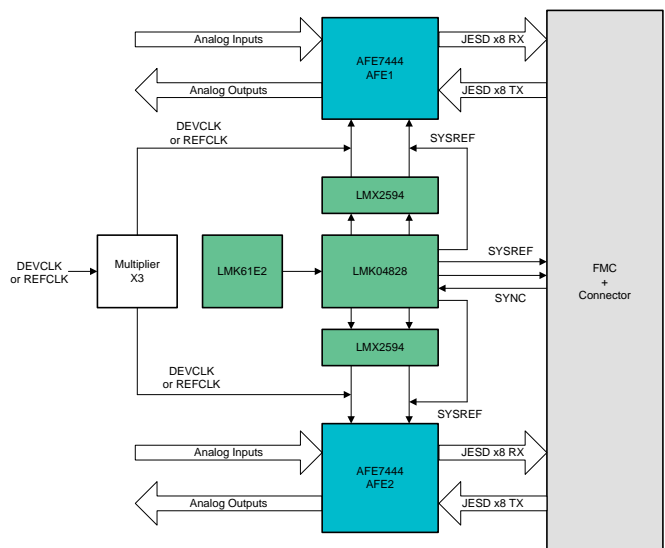 Analog Inputs
AFE7444
AFE1
JESD x8 RX
Analog Outputs
JESD x8 TX
DEVCLK
or REFCLK
SYSREF
LMX2594
DEVCLK
or REFCLK
Multiplier
X3
LMK61E2
LMK04828
SYSREF
SYNC
FMC
+
Connector
LMX2594
DEVCLK
or REFCLK
SYSREF
Analog Inputs
AFE7444
AFE2
JESD x8 RX
Analog Outputs
JESD x8 TX